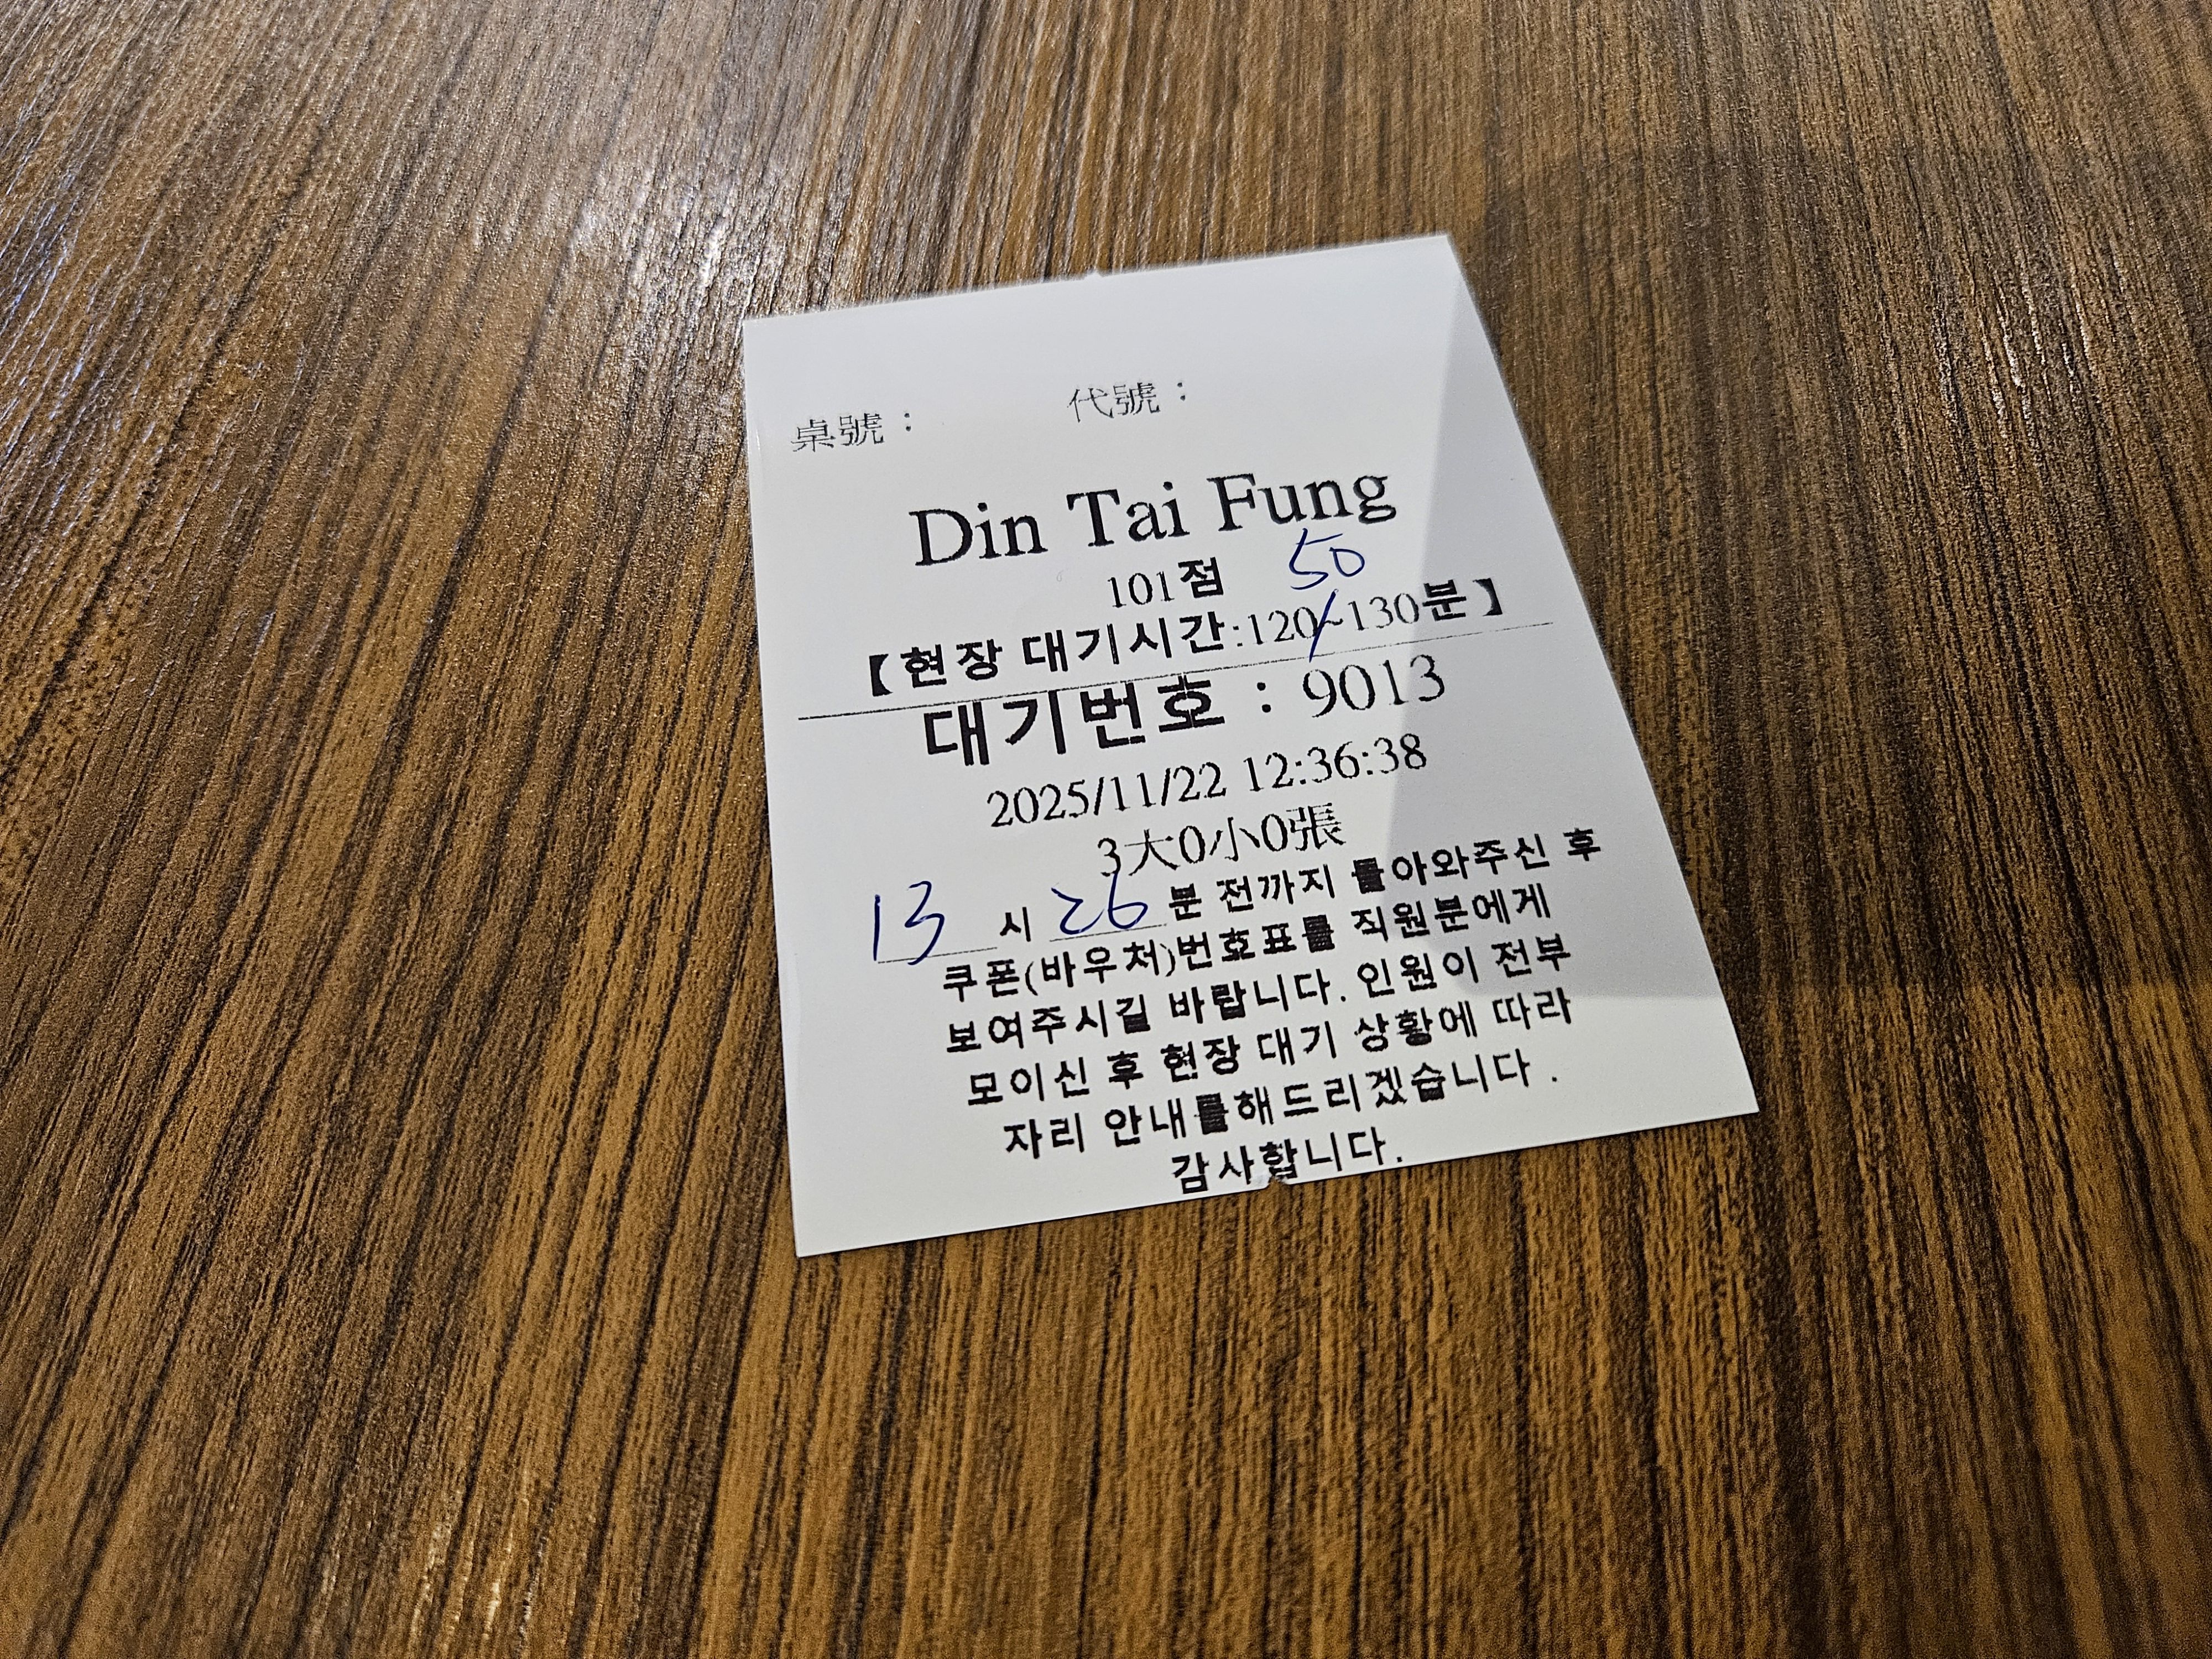 桌號： 代號：
Din Tai Fung
101점 50
【현장 대기시간:120~130분】
대기번호 : 9013
2025/11/22 12:36:38
3大0小0張
13 시 26 분 전까지 돌아와주신 후
쿠폰(바우처)번호표를 직원분에게
보여주시길 바랍니다. 인원이 전부
모이신 후 현장 대기 상황에 따라
자리 안내를해드리겠습니다.
감사합니다.